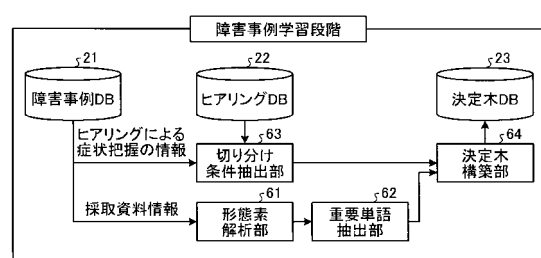 障害事例学習段階
21
22
23
障害事例DB
ヒアリングDB
決定木DB
ヒアリングによる
症状把握の情報
63
切り分け
条件抽出部
64
決定木
構築部
採取資料情報
61
形態素
解析部
62
重要単語
抽出部